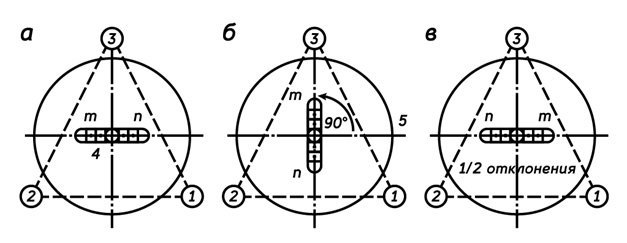 а
3
m n
4
2 1
б
3
m
90°
5
n
2 1
в
3
n m
1/2 отклонения
2 1